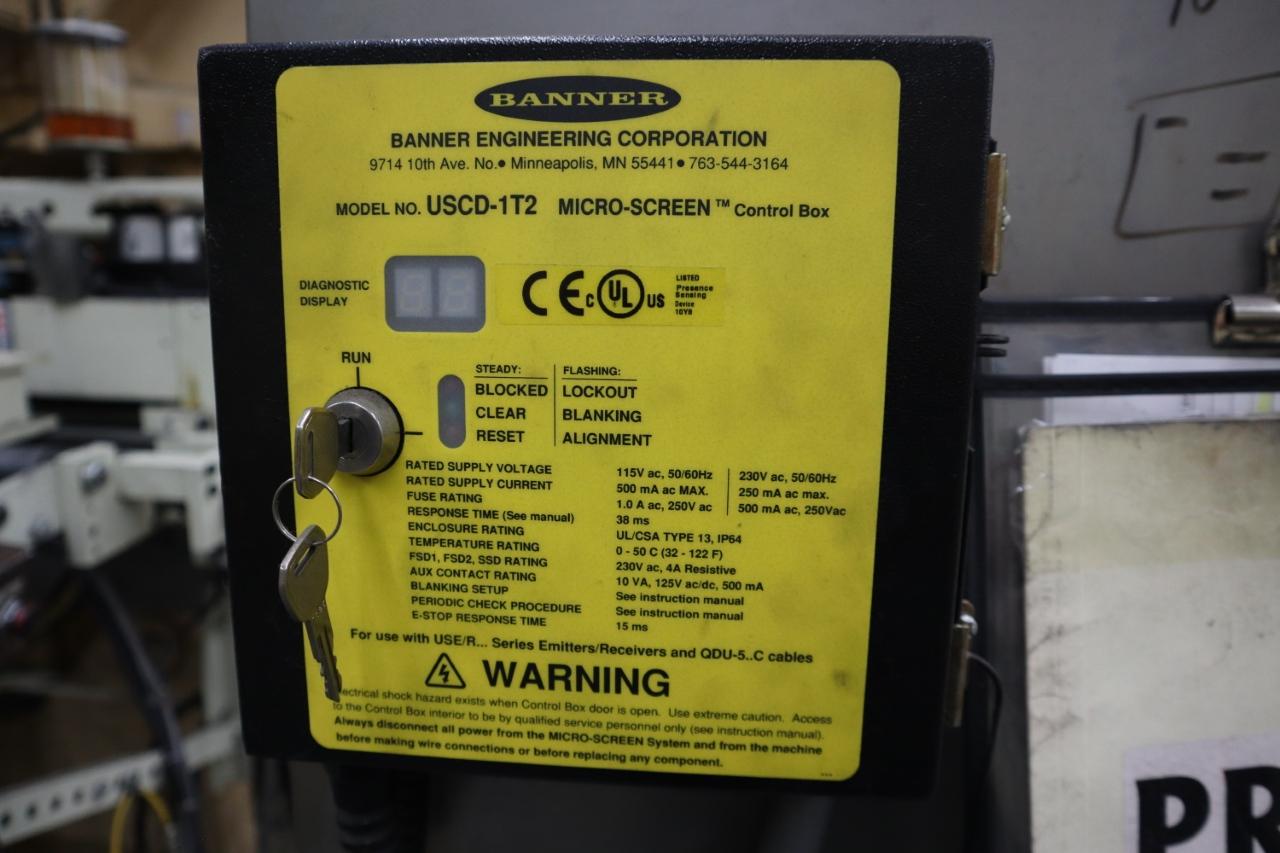 BANNER
BANNER ENGINEERING CORPORATION
9714 10th Ave. No.● Minneapolis, MN 55441● 763-544-3164
MODEL NO. USCD-1T2 MICRO-SCREEN ™ Control Box
DIAGNOSTIC
DISPLAY
CE c UL US
LISTED
Presence
Sensing
Device
10Y8
RUN
STEADY: FLASHING:
BLOCKED LOCKOUT
CLEAR BLANKING
RESET ALIGNMENT
RATED SUPPLY VOLTAGE 115V ac, 50/60Hz 230V ac, 50/60Hz
RATED SUPPLY CURRENT 500 mA ac MAX. 250 mA ac max.
FUSE RATING 1.0 A ac, 250V ac 500 mA ac, 250Vac
RESPONSE TIME (See manual) 38 ms
ENCLOSURE RATING UL/CSA TYPE 13, IP64
TEMPERATURE RATING 0 - 50 C (32 - 122 F)
FSD1, FSD2, SSD RATING 230V ac, 4A Resistive
AUX CONTACT RATING 10 VA, 125V ac/dc, 500 mA
BLANKING SETUP See instruction manual
PERIODIC CHECK PROCEDURE See instruction manual
E-STOP RESPONSE TIME 15 ms
For use with USE/R... Series Emitters/Receivers and QDU-5..C cables
WARNING
lectrical shock hazard exists when Control Box door is open. Use extreme caution. Access
to the Control Box interior to be by qualified service personnel only (see instruction manual).
Always disconnect all power from the MICRO-SCREEN System and from the machine
before making wire connections or before replacing any component.
PR